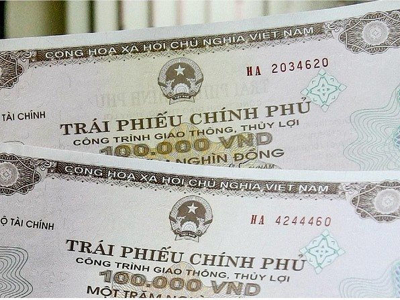 CỘNG HÒA XÃ HỘI CHỦ NGHĨA VIỆT NAM
HA 2034620
TÀI CHÍNH
TRÁI PHIẾU CHÍNH PHỦ
CÔNG TRÌNH GIAO THÔNG, THỦY LỢI
100.000 VND
NGHÌN ĐỒNG
CỘNG HÒA XÃ HỘI CHỦ NGHĨA VIỆT NAM
HA 4244460
TÀI CHÍNH
TRÁI PHIẾU CHÍNH PHỦ
CÔNG TRÌNH GIAO THÔNG, THỦY LỢI
100.000 VND
MỘT TRĂM